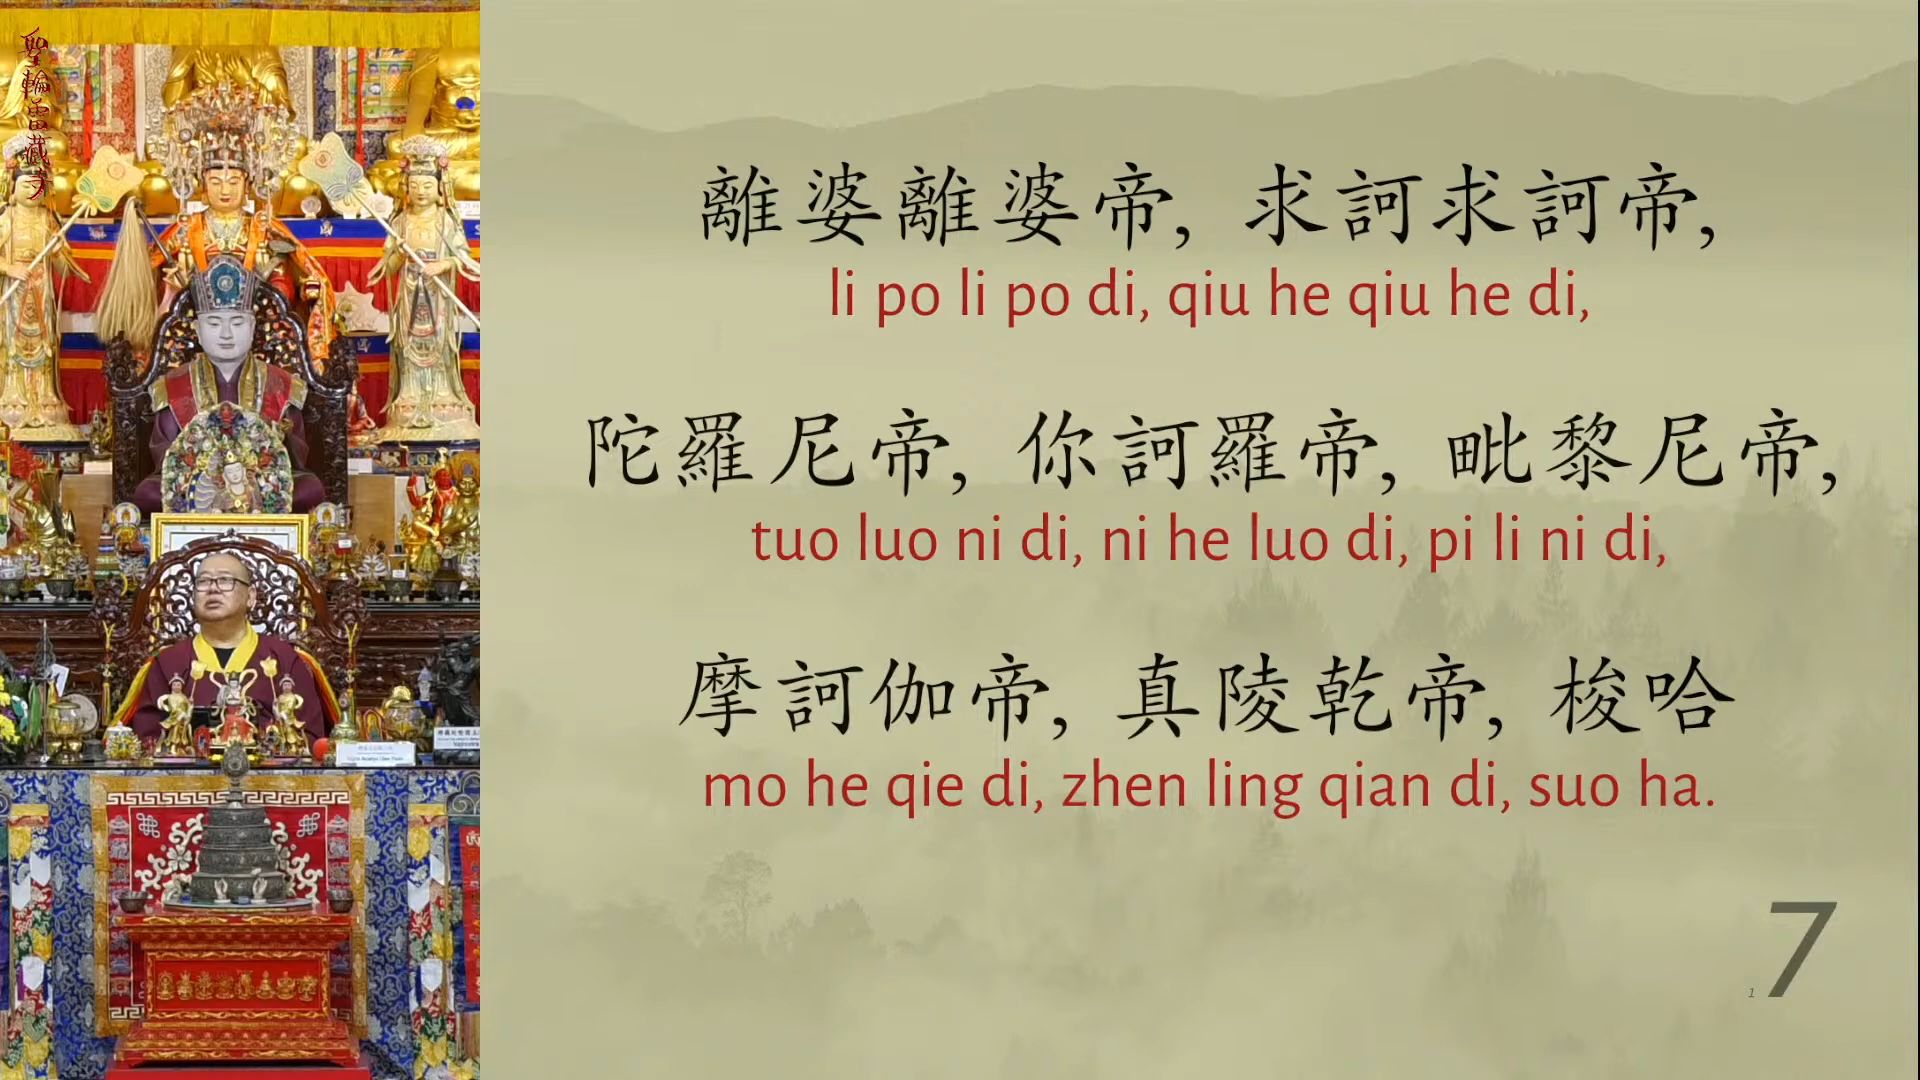 聖輪雷藏寺
離婆離婆帝, 求訶求訶帝,
li po li po di, qiu he qiu he di,
陀羅尼帝, 你訶羅帝, 毗黎尼帝,
tuo luo ni di, ni he luo di, pi li ni di,
摩訶伽帝, 真陵乾帝, 梭哈
mo he qie di, zhen ling qian di, suo ha.
1
7